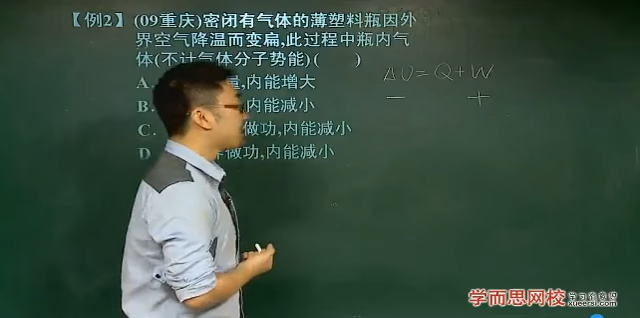 【例2】(09重庆)密闭有气体的薄塑料瓶因外
界空气降温而变扁,此过程中瓶内气
体(不计气体分子势能)( )
A. 量,内能增大
B. 内能减小
C. 做功,内能减小
D 做功,内能减小
ΔU=Q+W
− +
学而思网校
xueersi.com